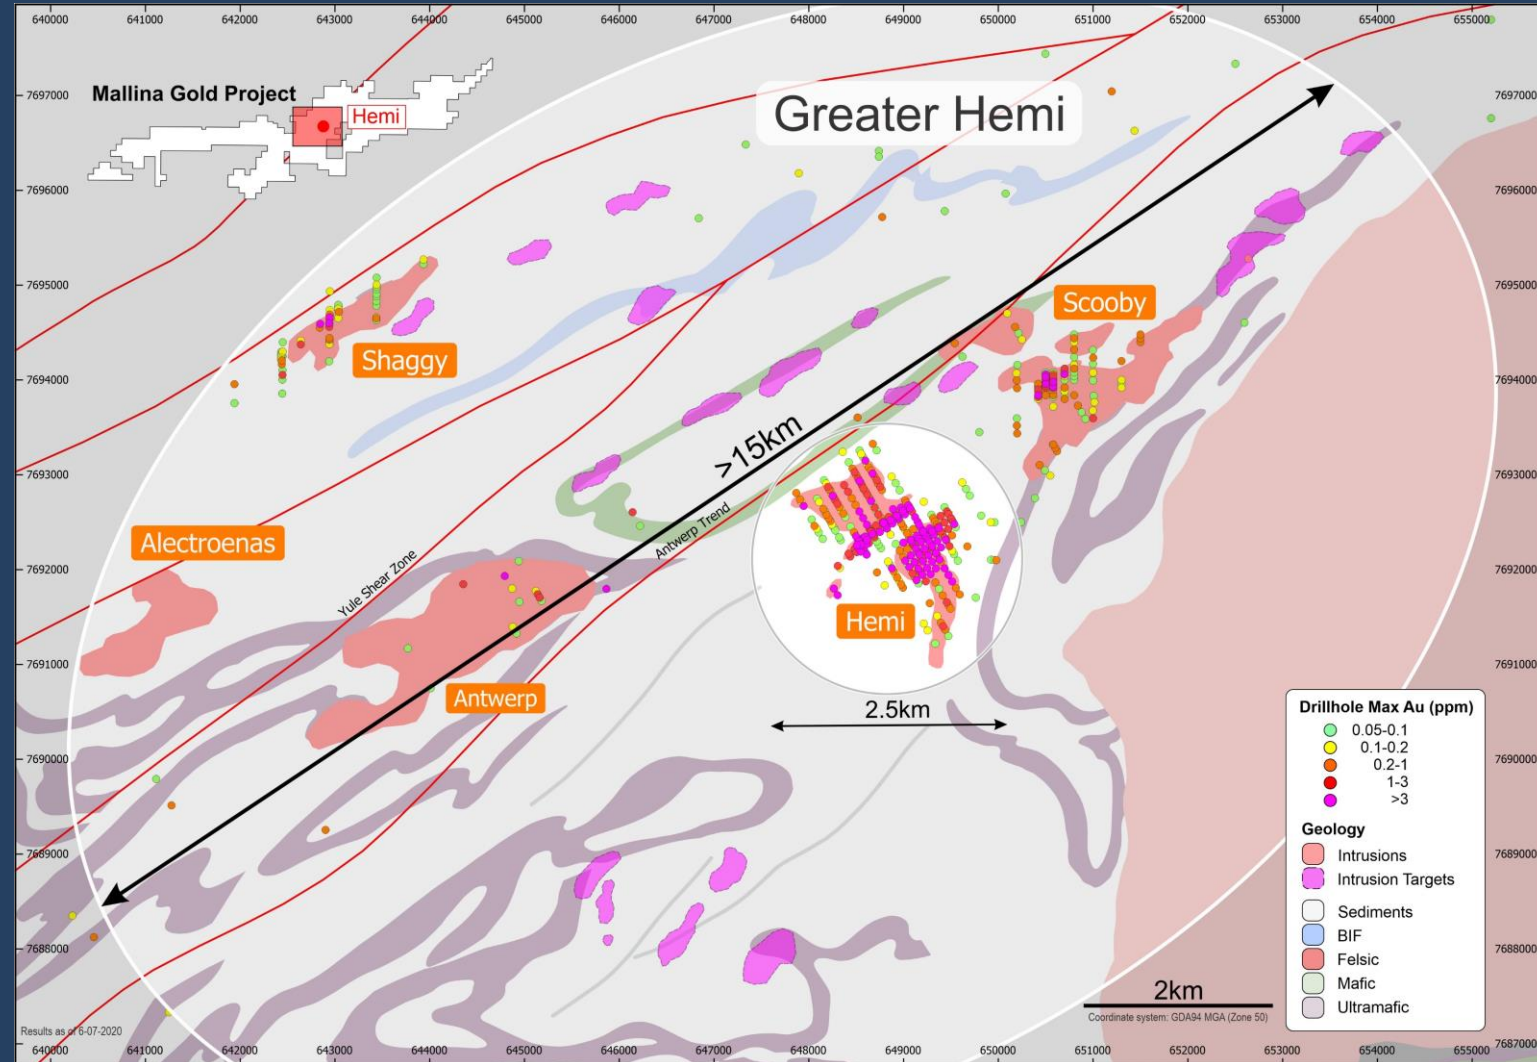 640000 641000 642000 643000 644000 645000 646000 647000 648000 649000 650000 651000 652000 653000 654000 655000
Mallina Gold Project
Hemi
Greater Hemi
7697000 7697000
7696000 7696000
7695000 7695000
Scooby
Shaggy
7694000 7694000
>15km
7693000 7693000
Alectroenas
Yule Shear Zone
Antwerp Trend
7692000 7692000
Hemi
7691000 7691000
Antwerp
2.5km
7690000 7690000
7689000 7689000
7688000 7688000
7687000
Drillhole Max Au (ppm)
0.05-0.1
0.1-0.2
0.2-1
1-3
>3
Geology
Intrusions
Intrusion Targets
Sediments
BIF
Felsic
Mafic
Ultramafic
2km
Coordinate system: GDA94 MGA (Zone 50)
Results as of 6-07-2020
640000 641000 642000 643000 644000 645000 646000 647000 648000 649000 650000 651000 652000 653000 654000 655000